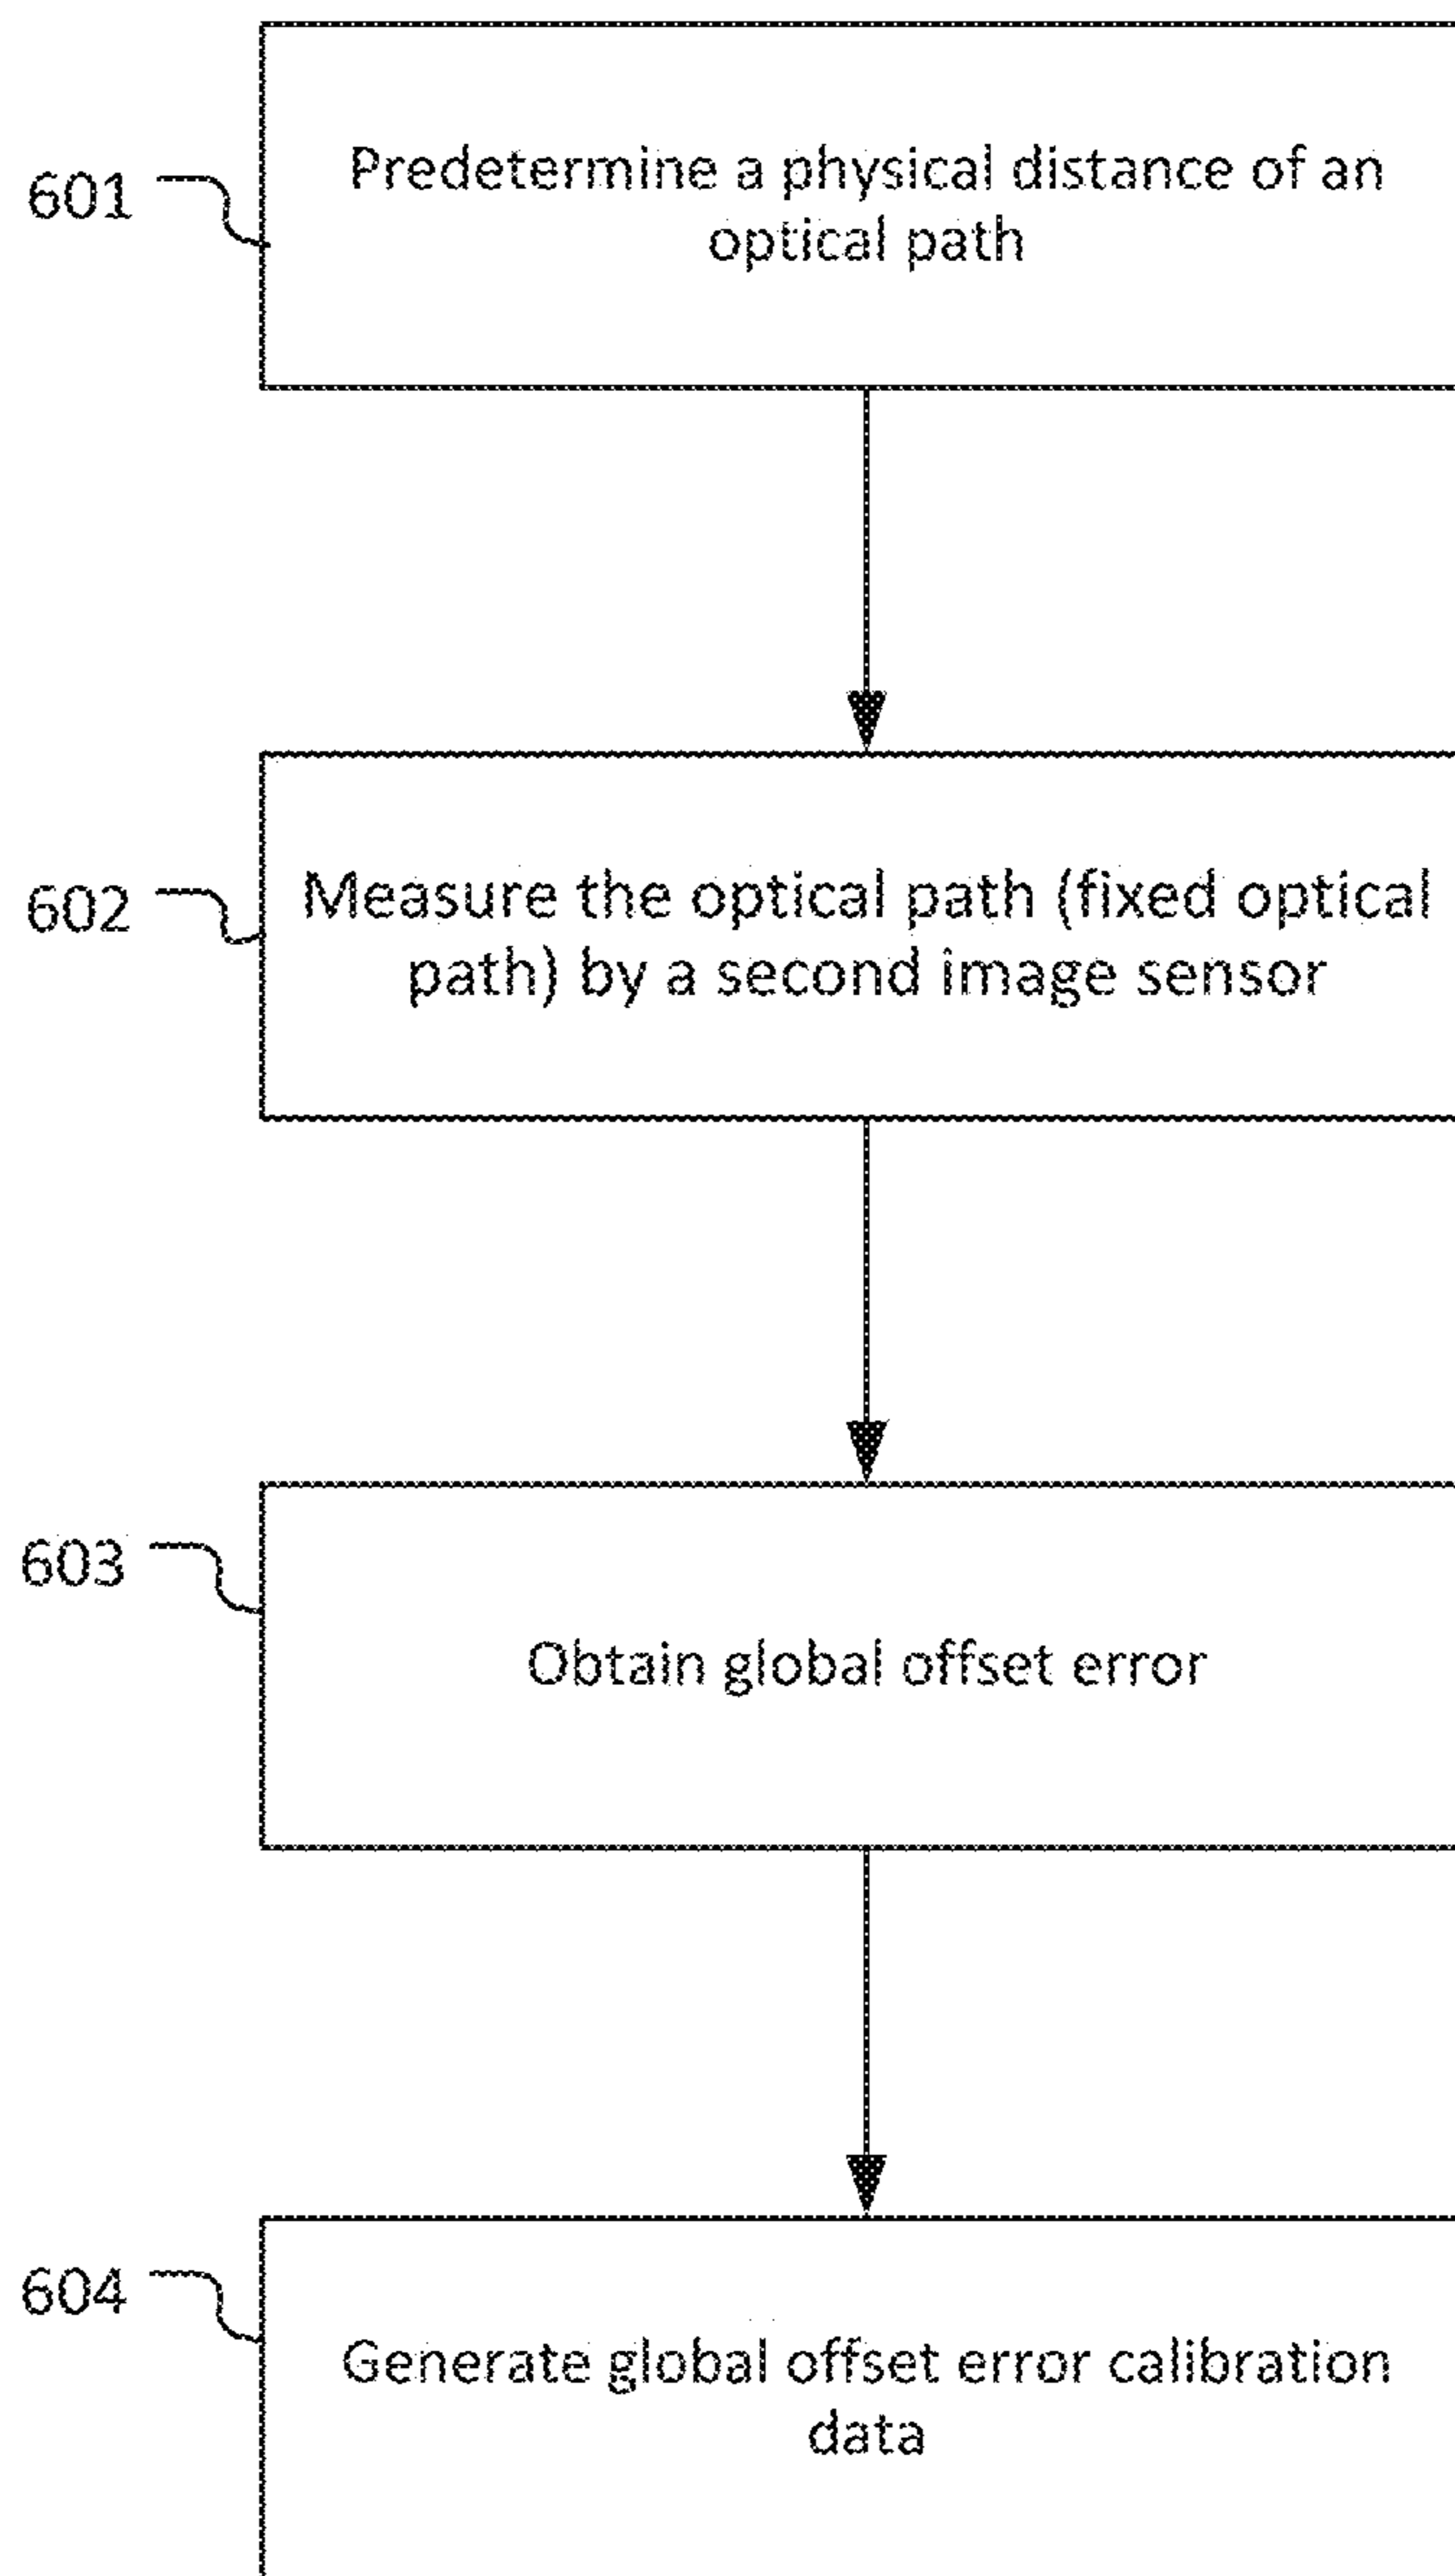 601
Predetermine a physical distance of an
optical path
602
Measure the optical path (fixed optical
path) by a second image sensor
603
Obtain global offset error
604
Generate global offset error calibration
data